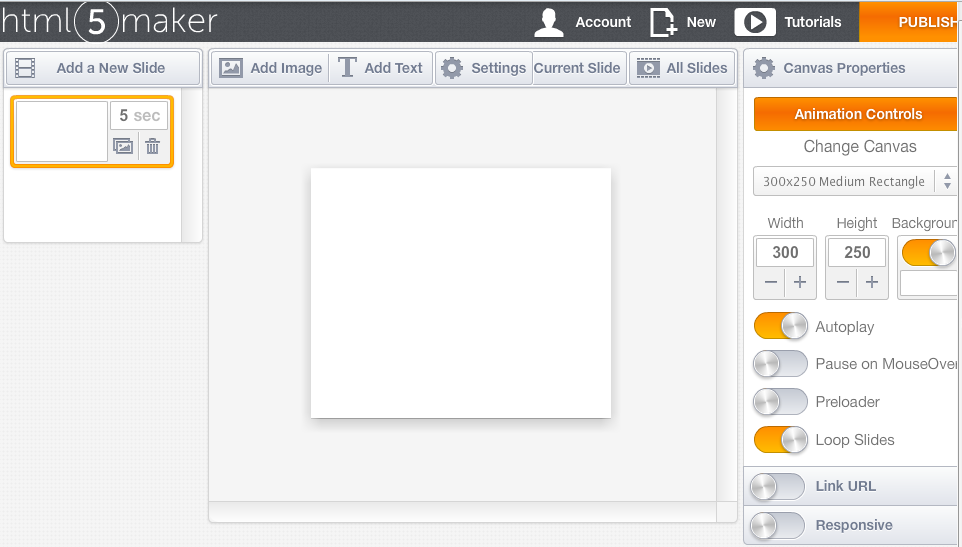 html5maker
Account
New
Tutorials
PUBLISH
Add a New Slide
Add Image
Add Text
Settings
Current Slide
All Slides
Canvas Properties
5 sec
Animation Controls
Change Canvas
300x250 Medium Rectangle
Width
Height
Backgroun
300
250
Autoplay
Pause on MouseOver
Preloader
Loop Slides
Link URL
Responsive